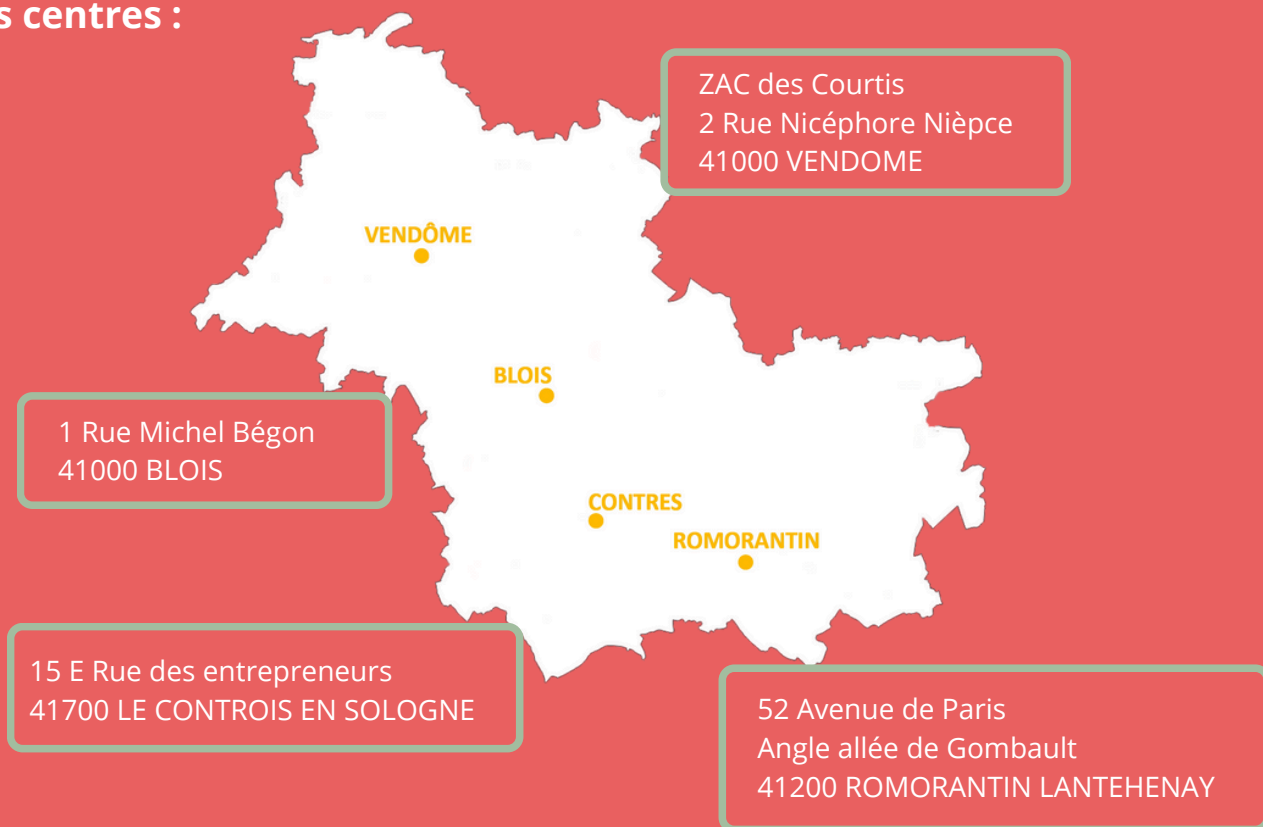 s centres :
ZAC des Courtis
2 Rue Nicéphore Nièpce
41000 VENDOME
VENDÔME
BLOIS
1 Rue Michel Bégon
41000 BLOIS
CONTRES
ROMORANTIN
15 E Rue des entrepreneurs
41700 LE CONTROIS EN SOLOGNE
52 Avenue de Paris
Angle allée de Gombault
41200 ROMORANTIN LANTEHENAY